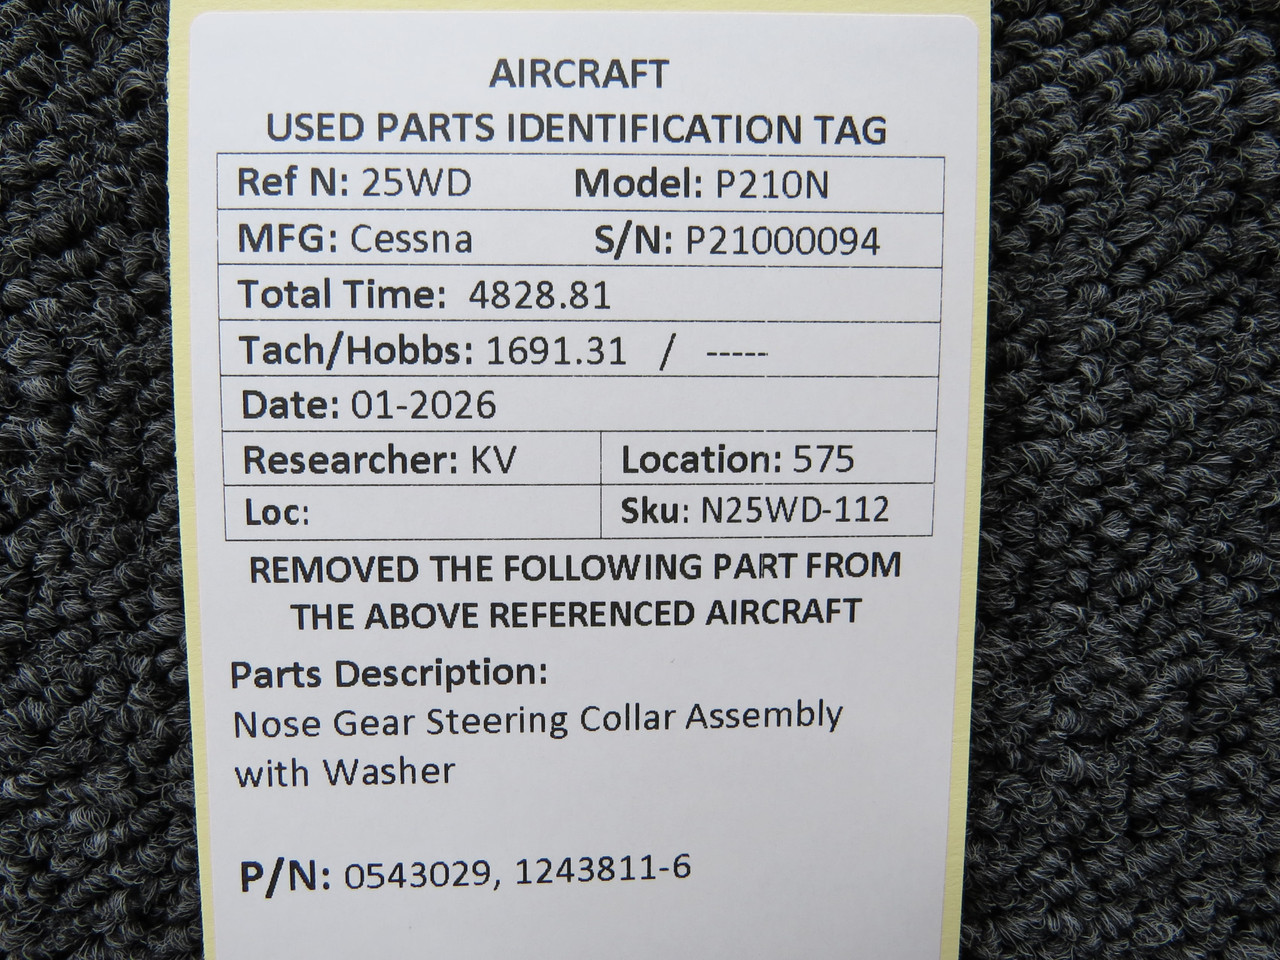 AIRCRAFT
USED PARTS IDENTIFICATION TAG
Ref N: 25WD Model: P210N
MFG: Cessna S/N: P21000094
Total Time: 4828.81
Tach/Hobbs: 1691.31 / -----
Date: 01-2026
Researcher: KV Location: 575
Loc: Sku: N25WD-112
REMOVED THE FOLLOWING PART FROM
THE ABOVE REFERENCED AIRCRAFT
Parts Description:
Nose Gear Steering Collar Assembly
with Washer
P/N: 0543029, 1243811-6